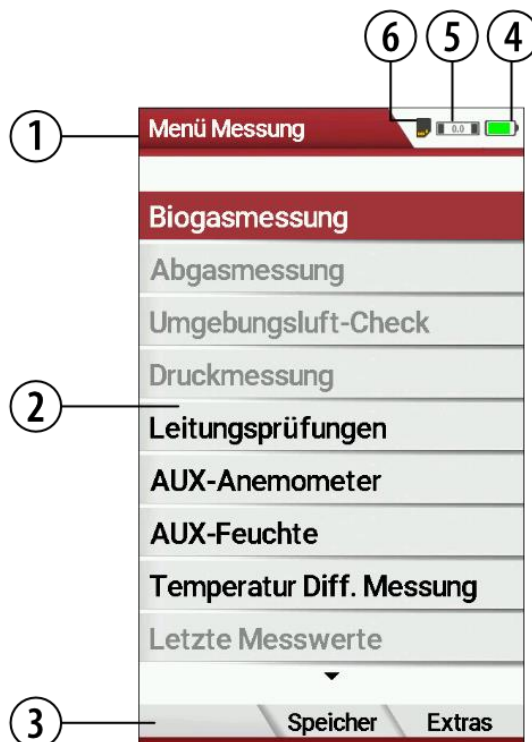 6 5 4
1 Menü Messung 0.0
Biogasmessung
Abgasmessung
Umgebungsluft-Check
Druckmessung
2 Leitungsprüfungen
AUX-Anemometer
AUX-Feuchte
Temperatur Diff. Messung
Letzte Messwerte
3 Speicher Extras